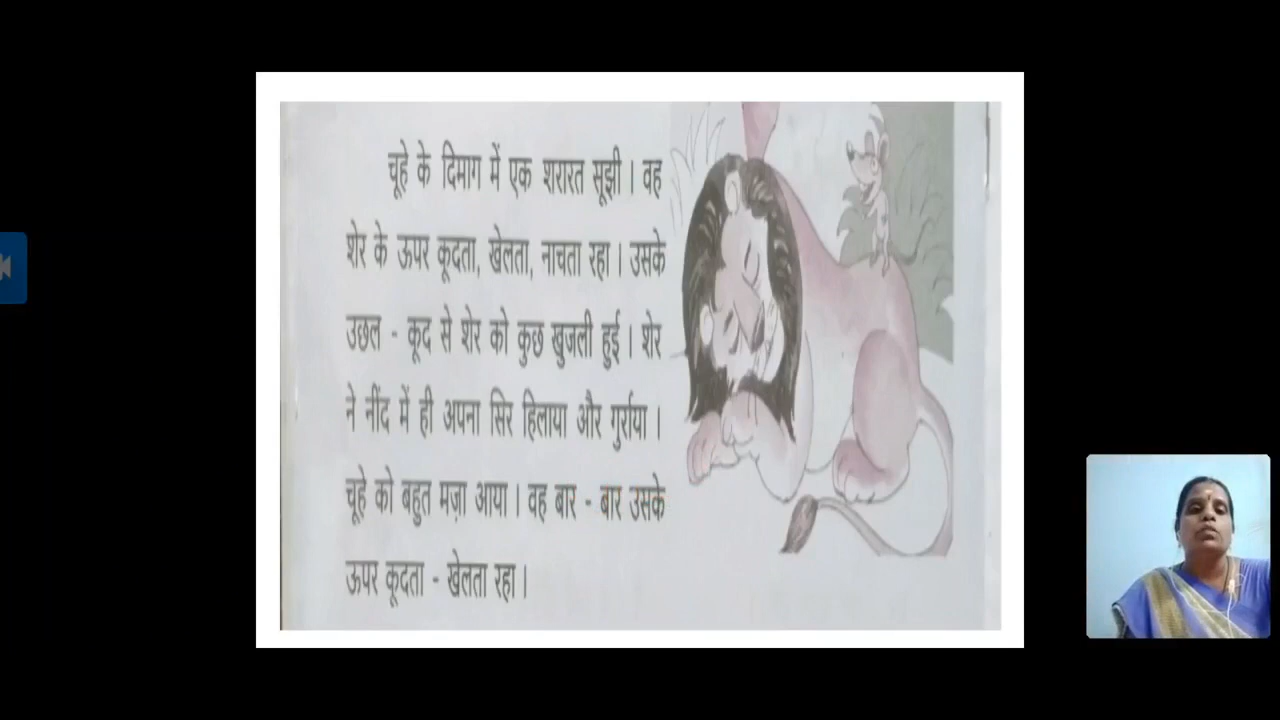 चूहे के दिमाग में एक शरारत सूझी । वह
शेर के ऊपर कूदता, खेलता, नाचता रहा । उसके
उछल - कूद से शेर को कुछ खुजली हुई । शेर
ने नींद में ही अपना सिर हिलाया और गुर्राया ।
चूहे को बहुत मज़ा आया । वह बार - बार उसके
ऊपर कूदता - खेलता रहा ।